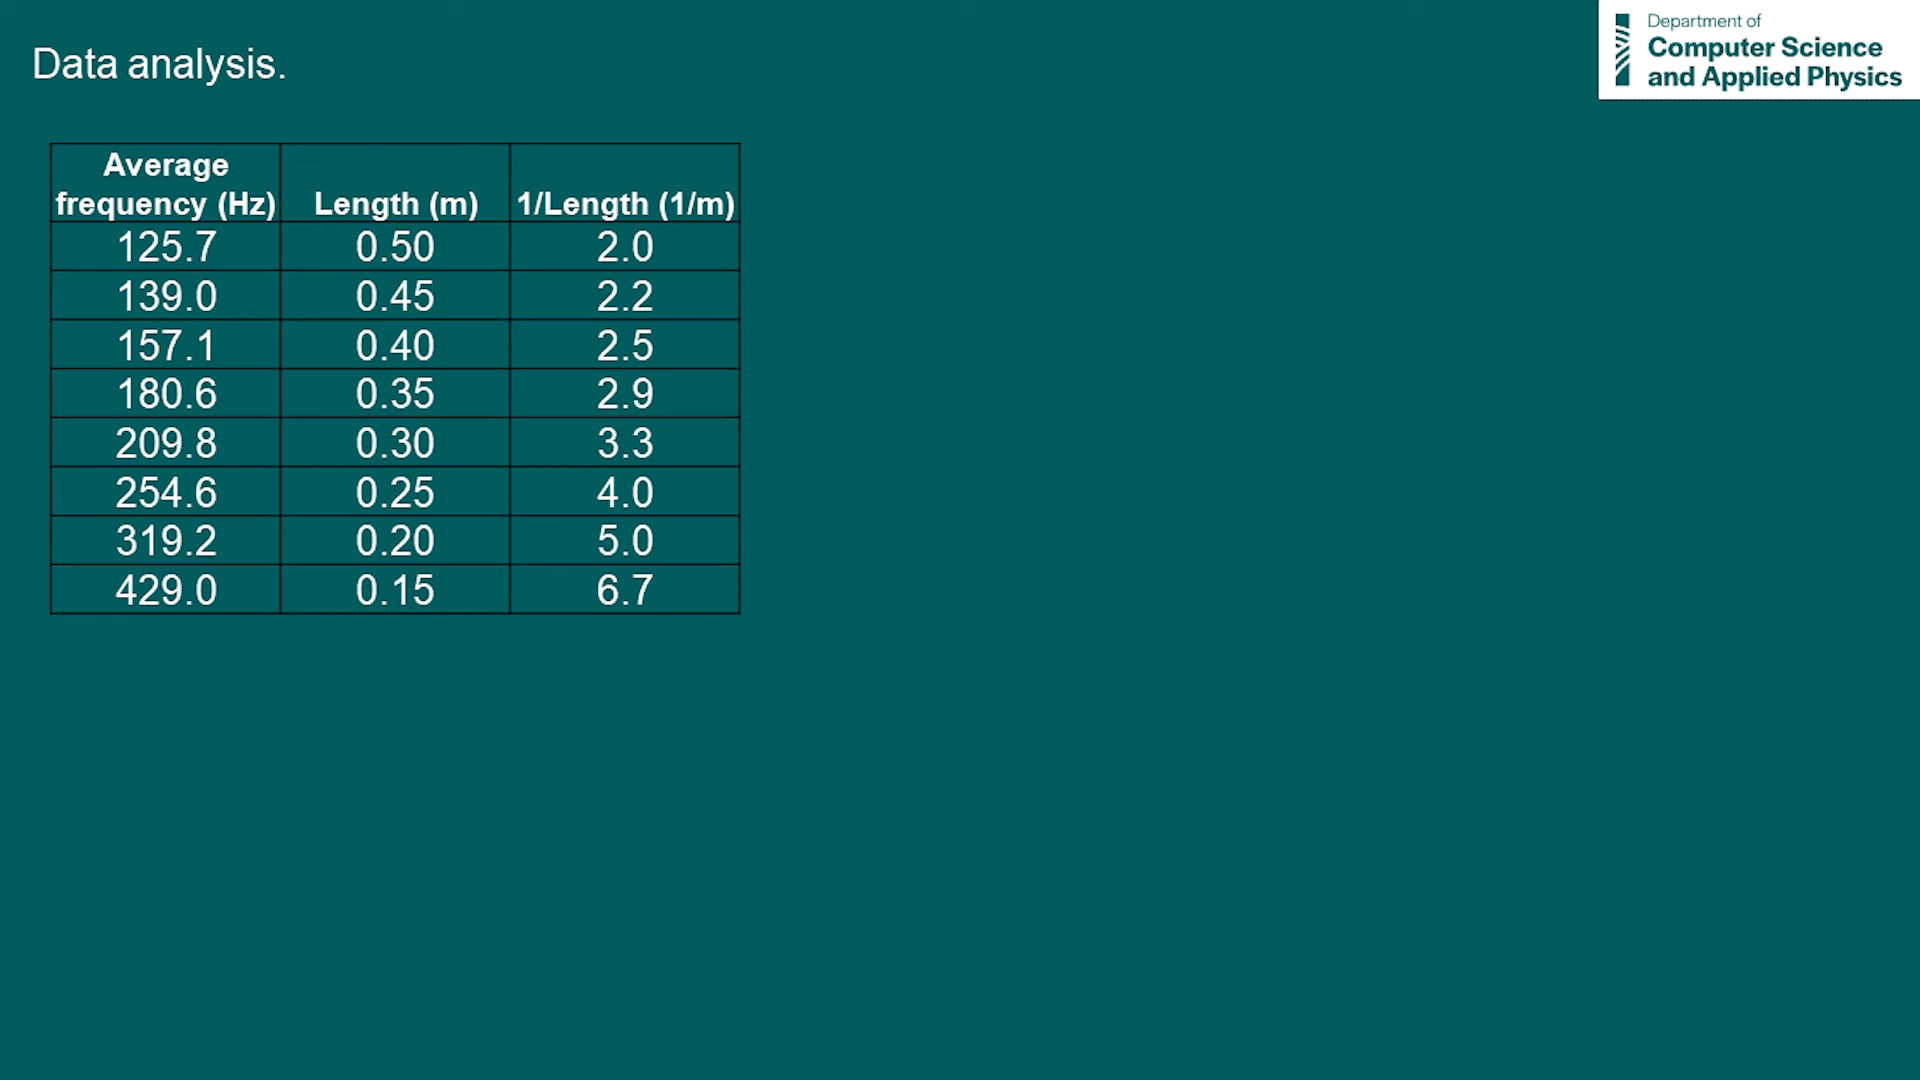 Department of
Computer Science
and Applied Physics
Data analysis.
Average
frequency (Hz) Length (m) 1/Length (1/m)
125.7 0.50 2.0
139.0 0.45 2.2
157.1 0.40 2.5
180.6 0.35 2.9
209.8 0.30 3.3
254.6 0.25 4.0
319.2 0.20 5.0
429.0 0.15 6.7